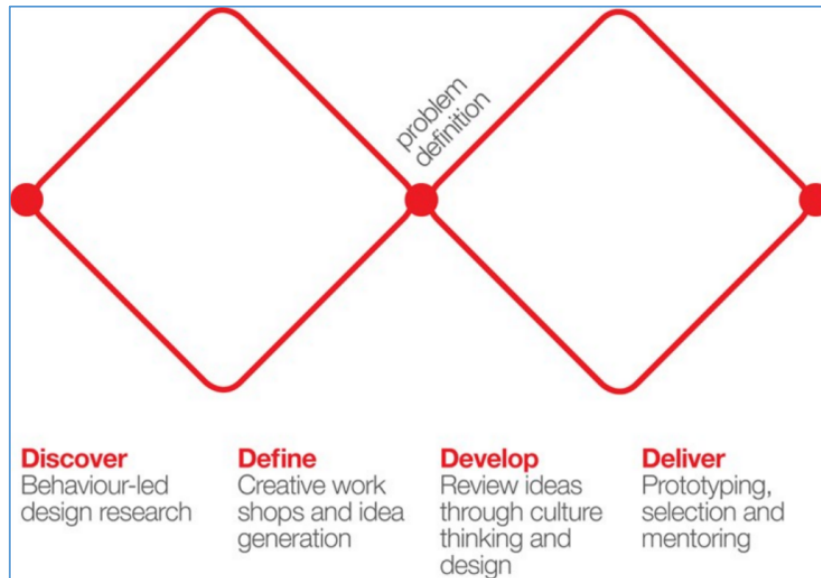 problem
definition
Discover
Behaviour-led
design research
Define
Creative work
shops and idea
generation
Develop
Review ideas
through culture
thinking and
design
Deliver
Prototyping,
selection and
mentoring